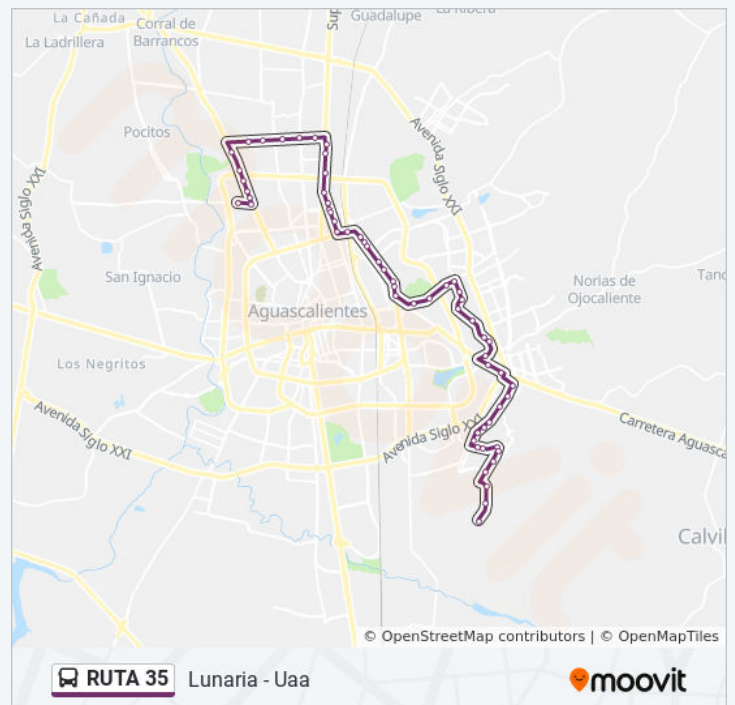 La Cañada
Corral de
Barrancos
Guadalupe
La Ladrillera
Pocitos
Avenida Siglo XXI
Avenida Siglo XXI
San Ignacio
Norias de
Ojocaliente
Aguascalientes
Los Negritos
Avenida Siglo XXI
Avenida Siglo XXI
Carretera Aguasca
Calvil
© OpenStreetMap contributors | © OpenMapTiles
RUTA 35
Lunaria - Uaa
moovit